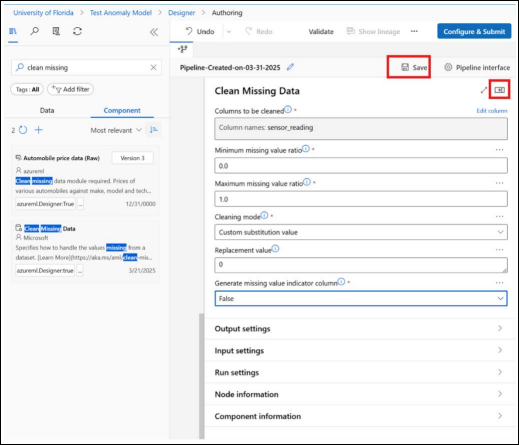 University of Florida > Test Anomaly Model > Designer > Authoring
Undo Redo Validate Show lineage ... Configure & Submit
clean missing
Tags : All Add filter
Data Component
2 Most relevant
Automobile price data (Raw) Version 3
azureml
Clean missing data module required. Prices of
various automobiles against make, model and tech...
azureml.Designer:True ... 12/31/0000
Clean Missing Data
Microsoft
Specifies how to handle the values missing from a
dataset. [Learn More](https://aka.ms/aml/clean-mis...
azureml.Designer:true ... 3/21/2025
Pipeline-Created-on-03-31-2025 Save Pipeline interface
Clean Missing Data
Columns to be cleaned * Edit column
Column names: sensor_reading
Minimum missing value ratio * ...
0.0
Maximum missing value ratio * ...
1.0
Cleaning mode * ...
Custom substitution value
Replacement value ...
0
Generate missing value indicator column * ...
False
Output settings
Input settings
Run settings
Node information
Component information